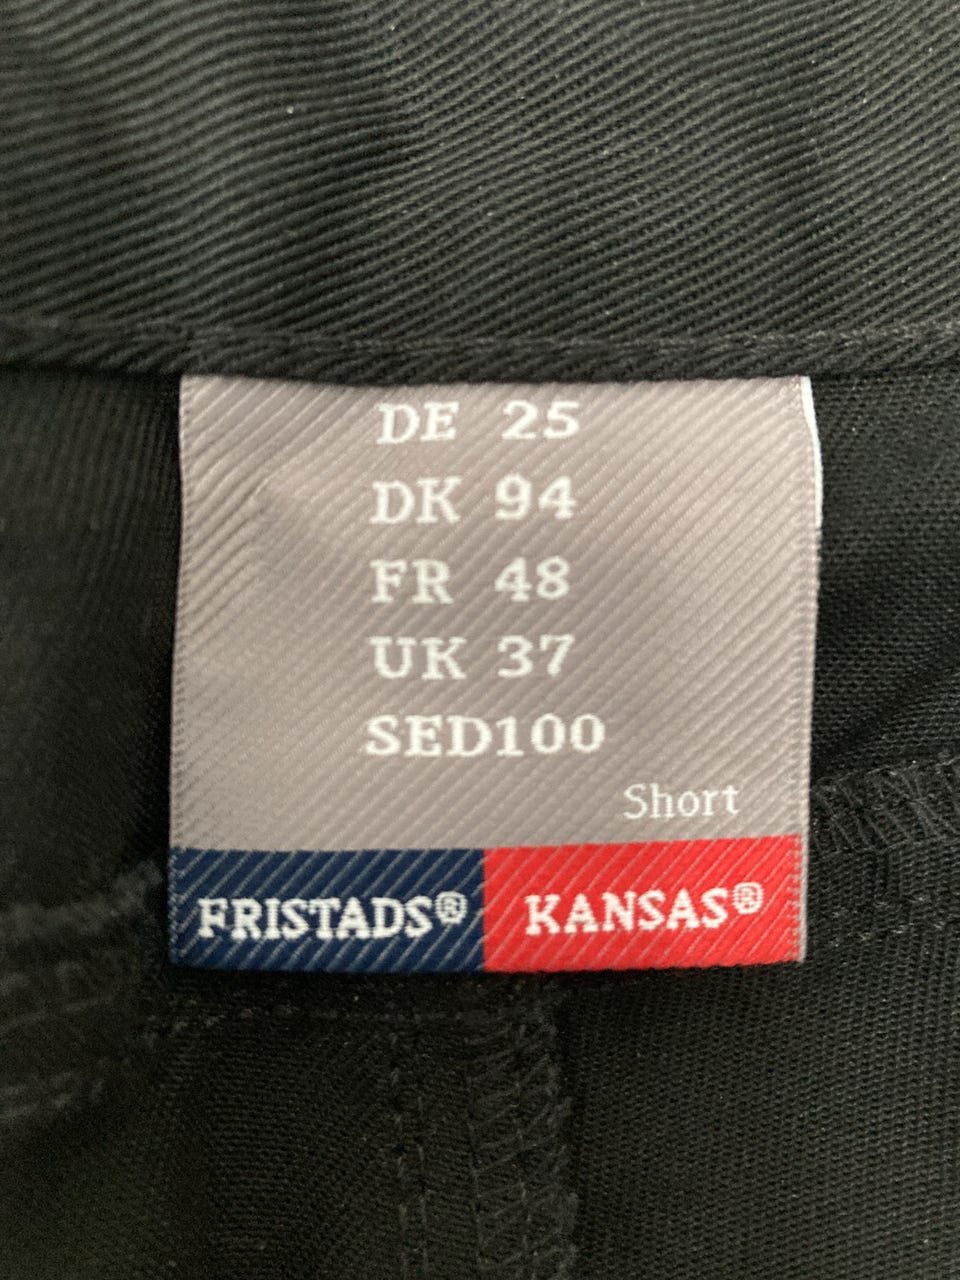 DE 25
DK 94
FR 48
UK 37
SED100
Short
FRISTADS® KANSAS®